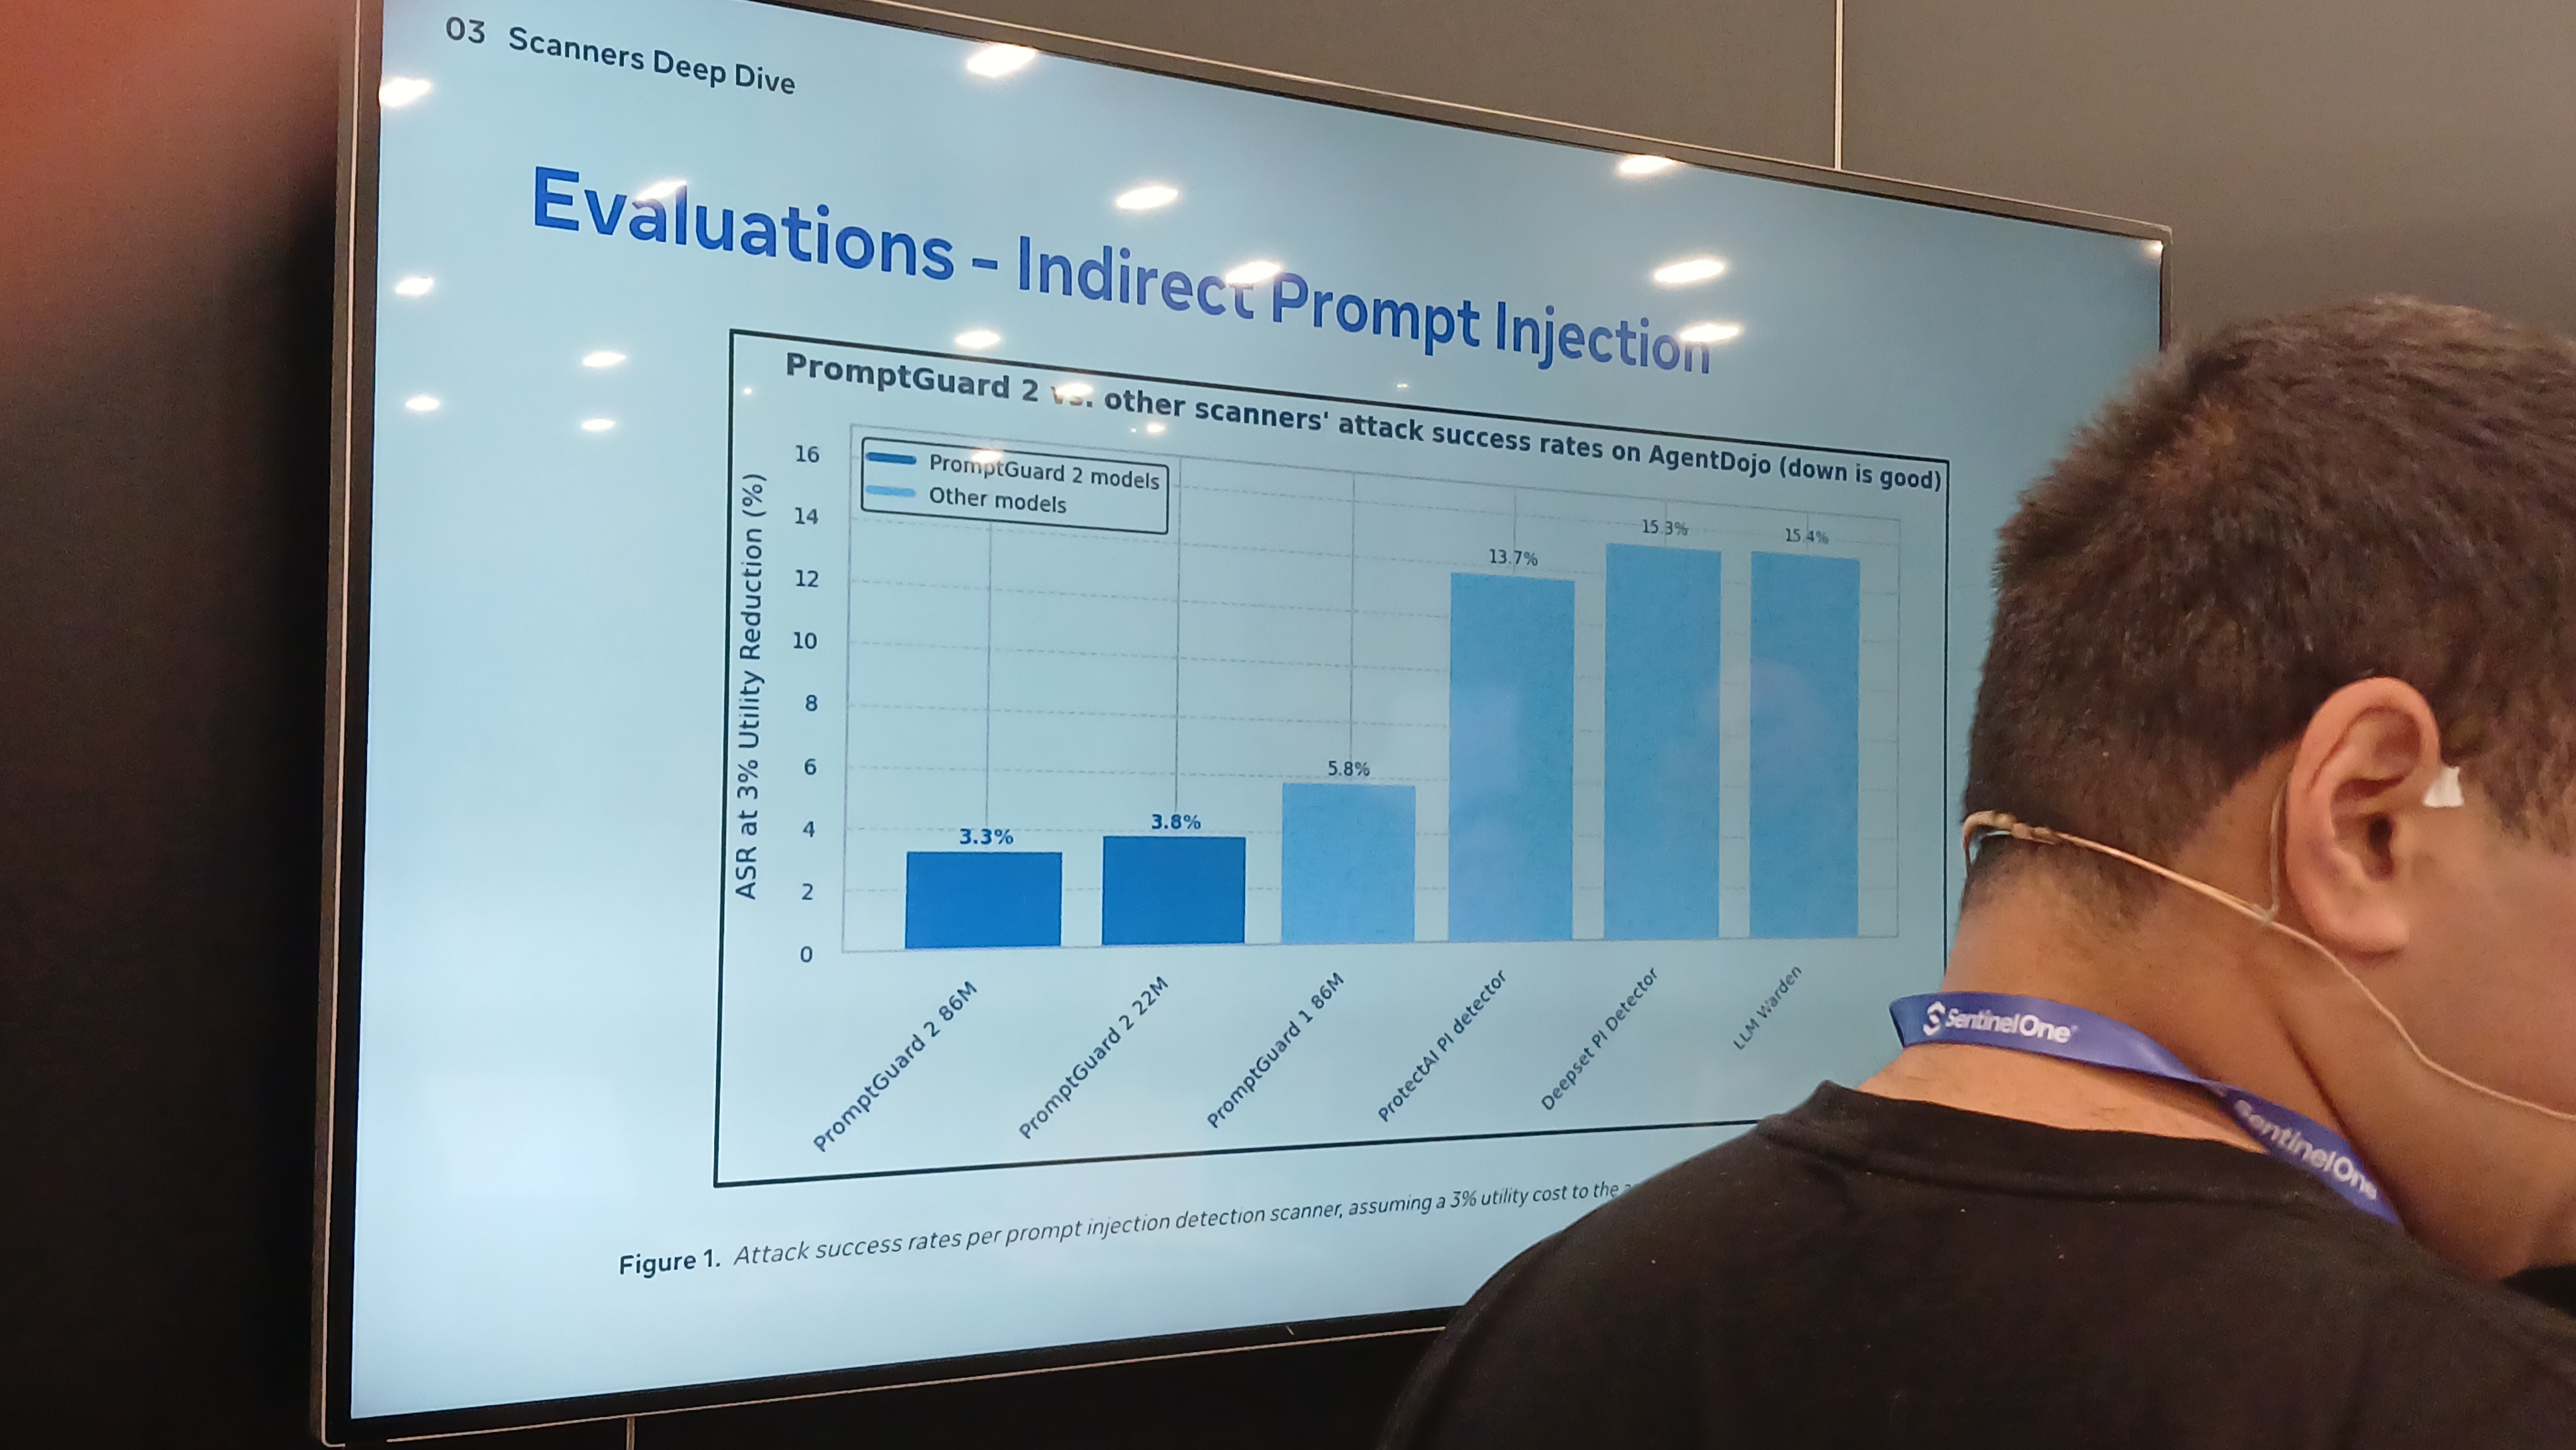 03 Scanners Deep Dive
Evaluations - Indirect Prompt Injection
PromptGuard 2 vs. other scanners' attack success rates on AgentDojo (down is good)
PromptGuard 2 models
Other models
ASR at 3% Utility Reduction (%)
16
14
12
10
8
6
4
2
0
3.3%
3.8%
5.8%
13.7%
15.3%
15.4%
PromptGuard 2 86M
PromptGuard 2 22M
PromptGuard 1 86M
ProtectAI PI detector
Deepset PI Detector
LLM Warden
Figure 1. Attack success rates per prompt injection detection scanner, assuming a 3% utility cost to the
SentinelOne
SentinelOne